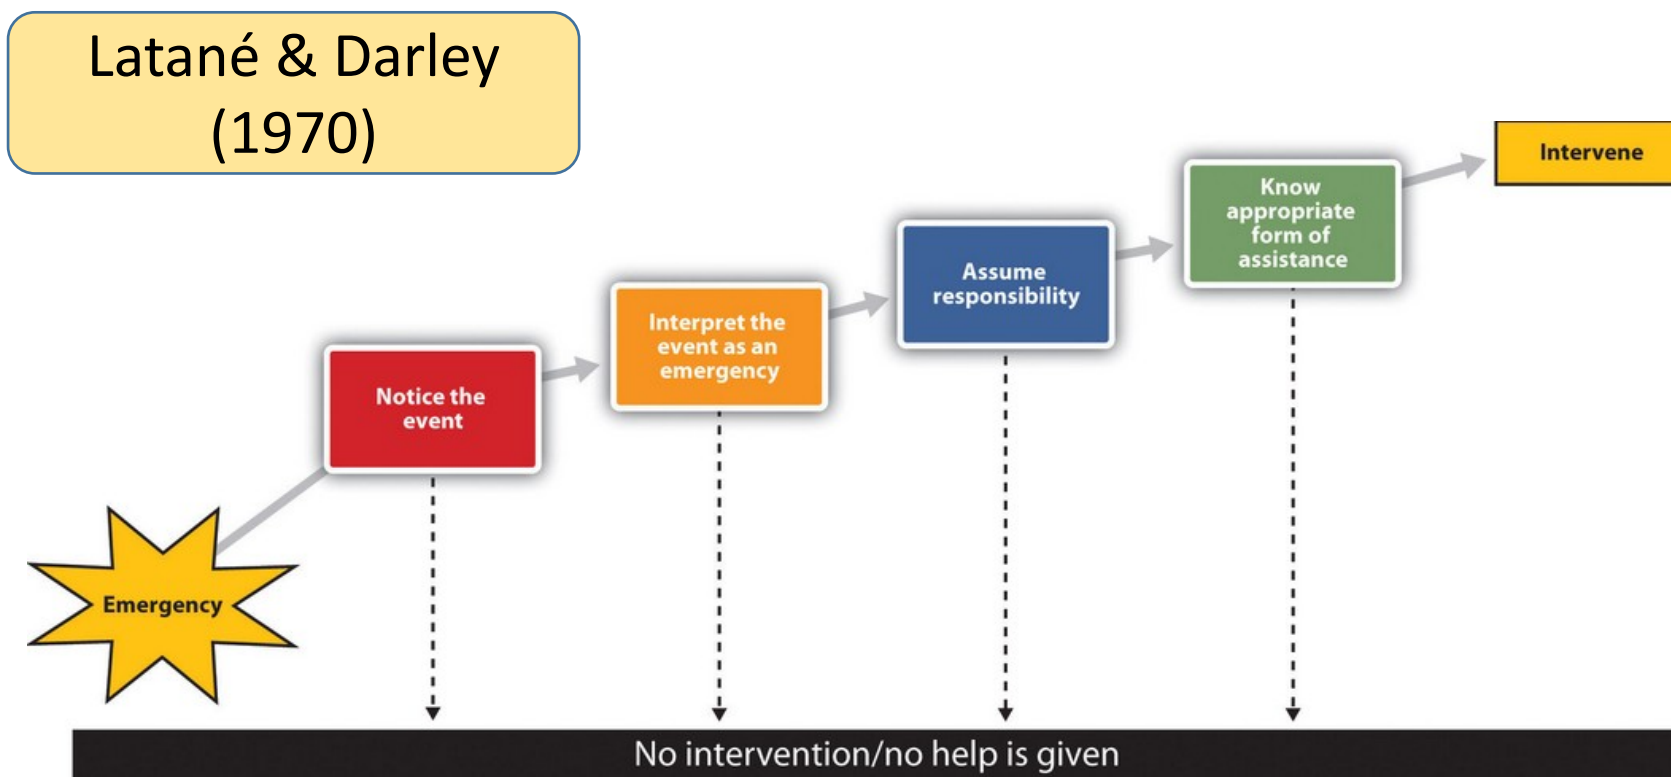 Latané & Darley
(1970)
Intervene
Know
appropriate
form of
assistance
Assume
responsibility
Interpret the
event as an
emergency
Notice the
event
Emergency
No intervention/no help is given